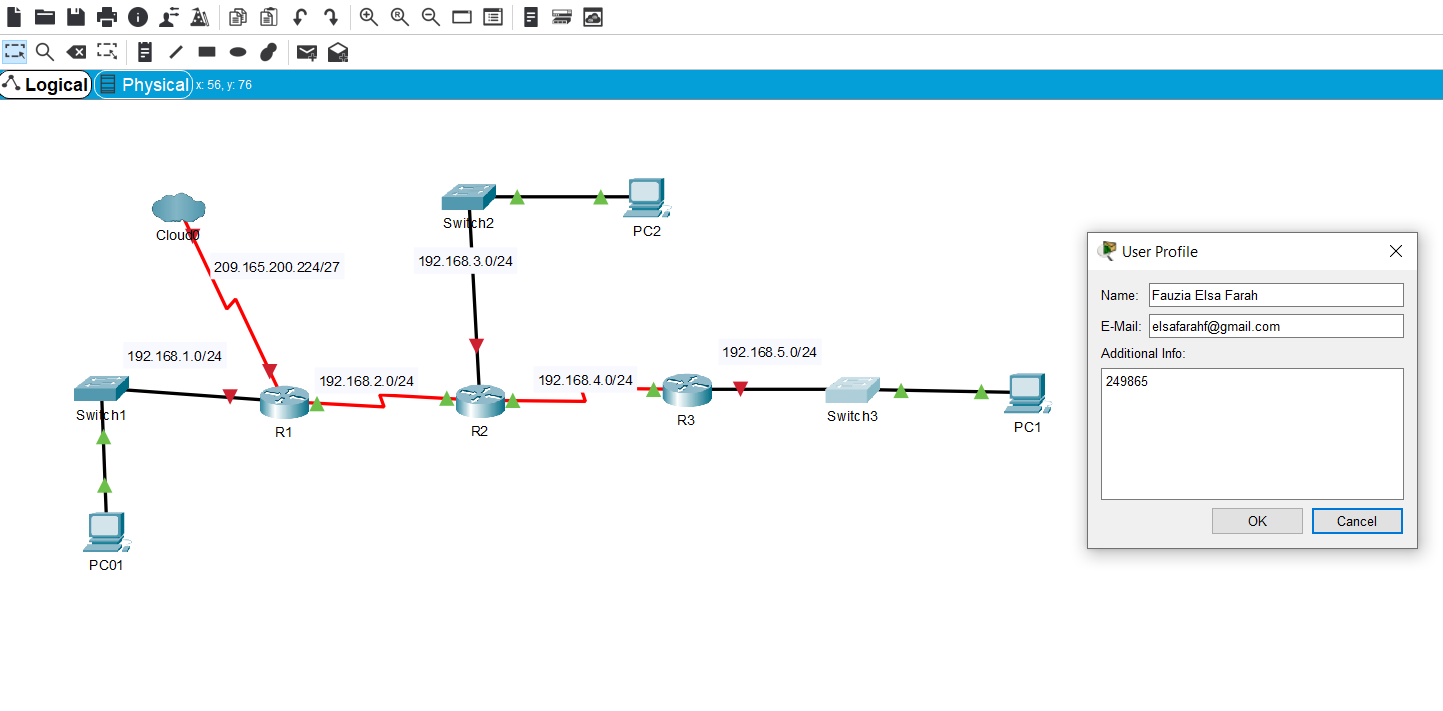 Logical
Physical
x: 56, y: 76
Switch2
PC2
Cloud0
209.165.200.224/27
192.168.3.0/24
192.168.1.0/24
192.168.2.0/24
192.168.4.0/24
192.168.5.0/24
Switch1
R1
R2
R3
Switch3
PC1
PC01
User Profile
Name:
Fauzia Elsa Farah
E-Mail:
elsafarahf@gmail.com
Additional Info:
249865
OK
Cancel